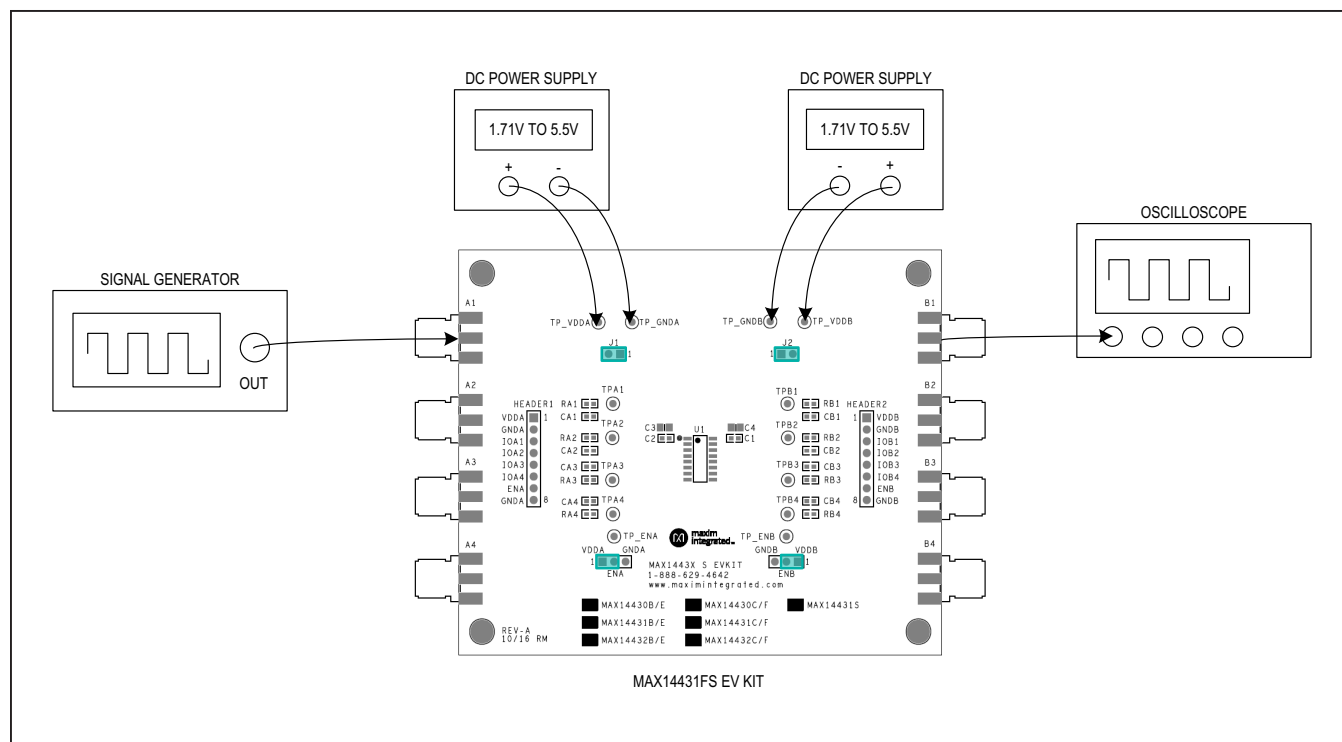 DC POWER SUPPLY
DC POWER SUPPLY
1.71V TO 5.5V
1.71V TO 5.5V
+ -
- +
OSCILLOSCOPE
SIGNAL GENERATOR
OUT
A1
B1
TP_VDDA
TP_GNDA
TP_GNDB
TP_VDDB
J1
1
J2
1
A2
B2
HEADER1
VDDA 1
GNDA
IOA1
IOA2
IOA3
IOA4
ENA
GNDA 8
RA1
CA1
RA2
CA2
CA3
RA3
CA4
RA4
TPA1
TPA2
TPA3
TPA4
C3
C2
U1
C4
C1
TPB1
TPB2
TPB3
TPB4
RB1
CB1
RB2
CB2
CB3
RB3
CB4
RB4
HEADER2
1 VDDB
GNDB
IOB1
IOB2
IOB3
IOB4
ENB
8 GNDB
A3
B3
A4
B4
TP_ENA
maxim
integrated™
TP_ENB
VDDA GNDA
1
ENA
GNDB VDDB
1
ENB
MAX1443X S EVKIT
1-888-629-4642
www.maximintegrated.com
MAX14430B/E MAX14430C/F MAX14431S
MAX14431B/E MAX14431C/F
MAX14432B/E MAX14432C/F
REV-A
10/16 RM
MAX14431FS EV KIT